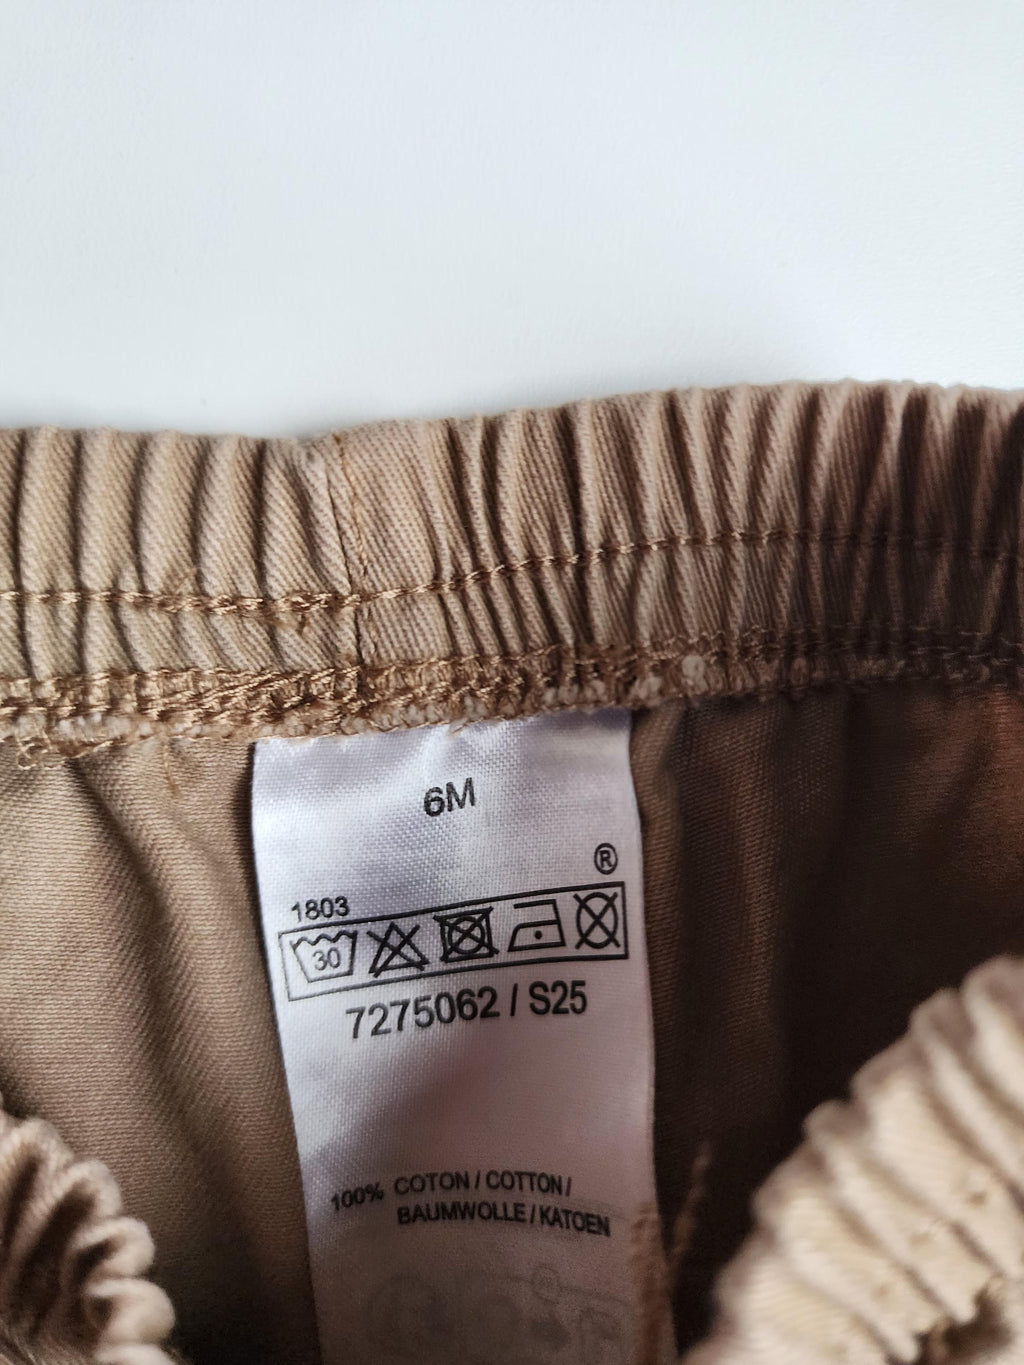 6M
®
1803
30
7275062 / S25
100% COTON / COTTON /
BAUMWOLLE / KATOEN